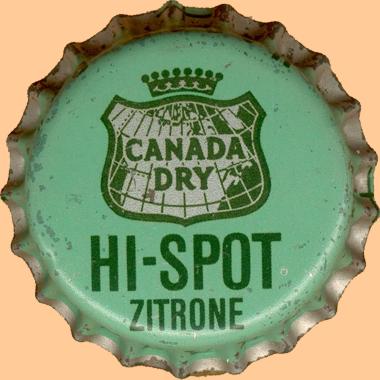 CANADA
DRY
HI-SPOT
ZITRONE